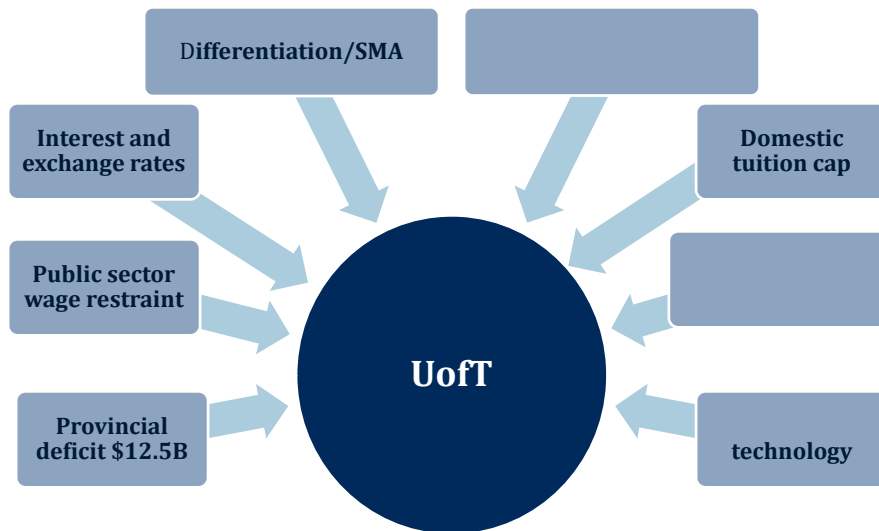 Differentiation/SMA
Interest and
exchange rates
Domestic
tuition cap
Public sector
wage restraint
UofT
Provincial
deficit $12.5B
technology